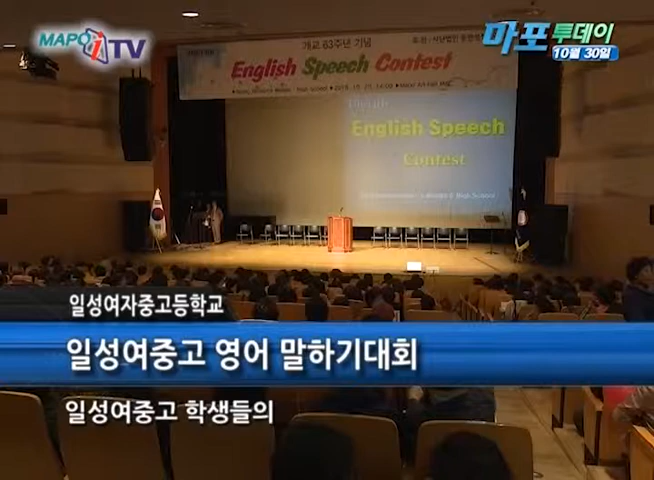 MAPO i TV
마포 투데이
10월 30일
개교 63주년 기념
English Speech Contest
English Speech
Contest
일성여자중고등학교
일성여중고 영어 말하기대회
일성여중고 학생들의